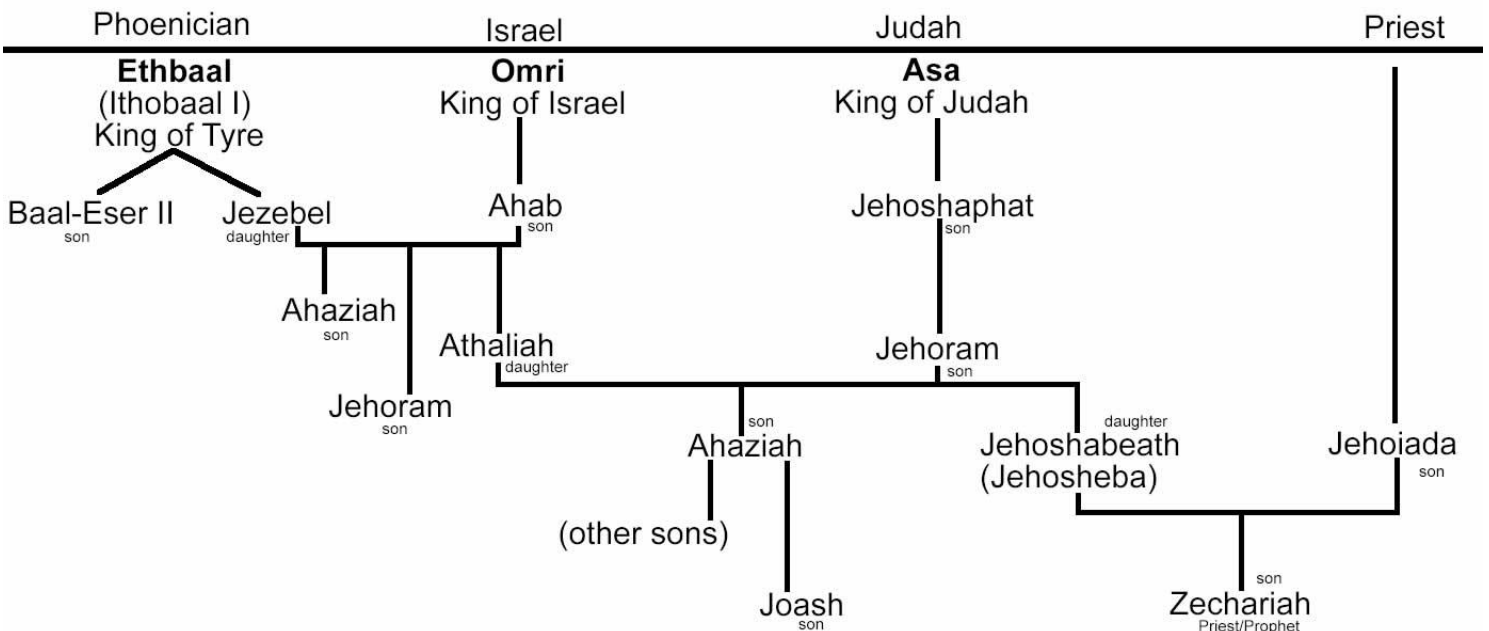 Phoenician Israel Judah Priest
Ethbaal Omri Asa
(Ithobaal I) King of Israel King of Judah
King of Tyre
Baal-Eser II Jezebel Ahab Jehoshaphat
son daughter son son
Ahaziah
son
Athaliah Jehoram
daughter son
Jehoram
son
son daughter
Ahaziah Jehoshabeath Jehoiada
(Jehosheba) son
(other sons)
son
Joash Zechariah
son Priest/Prophet